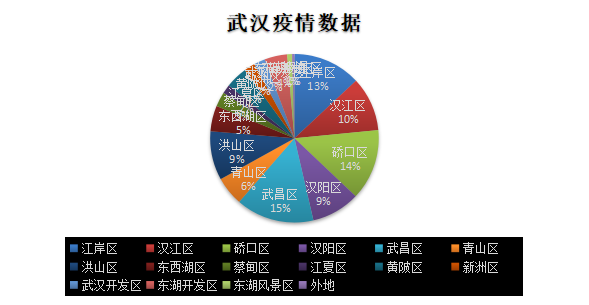 武汉疫情数据
江岸区
13%
汉江区
10%
硚口区
14%
汉阳区
9%
武昌区
15%
青山区
6%
洪山区
9%
东西湖区
5%
蔡甸区
江夏区
黄陂区
江岸区 汉江区 硚口区 汉阳区 武昌区 青山区
洪山区 东西湖区 蔡甸区 江夏区 黄陂区 新洲区
武汉开发区 东湖开发区 东湖风景区 外地